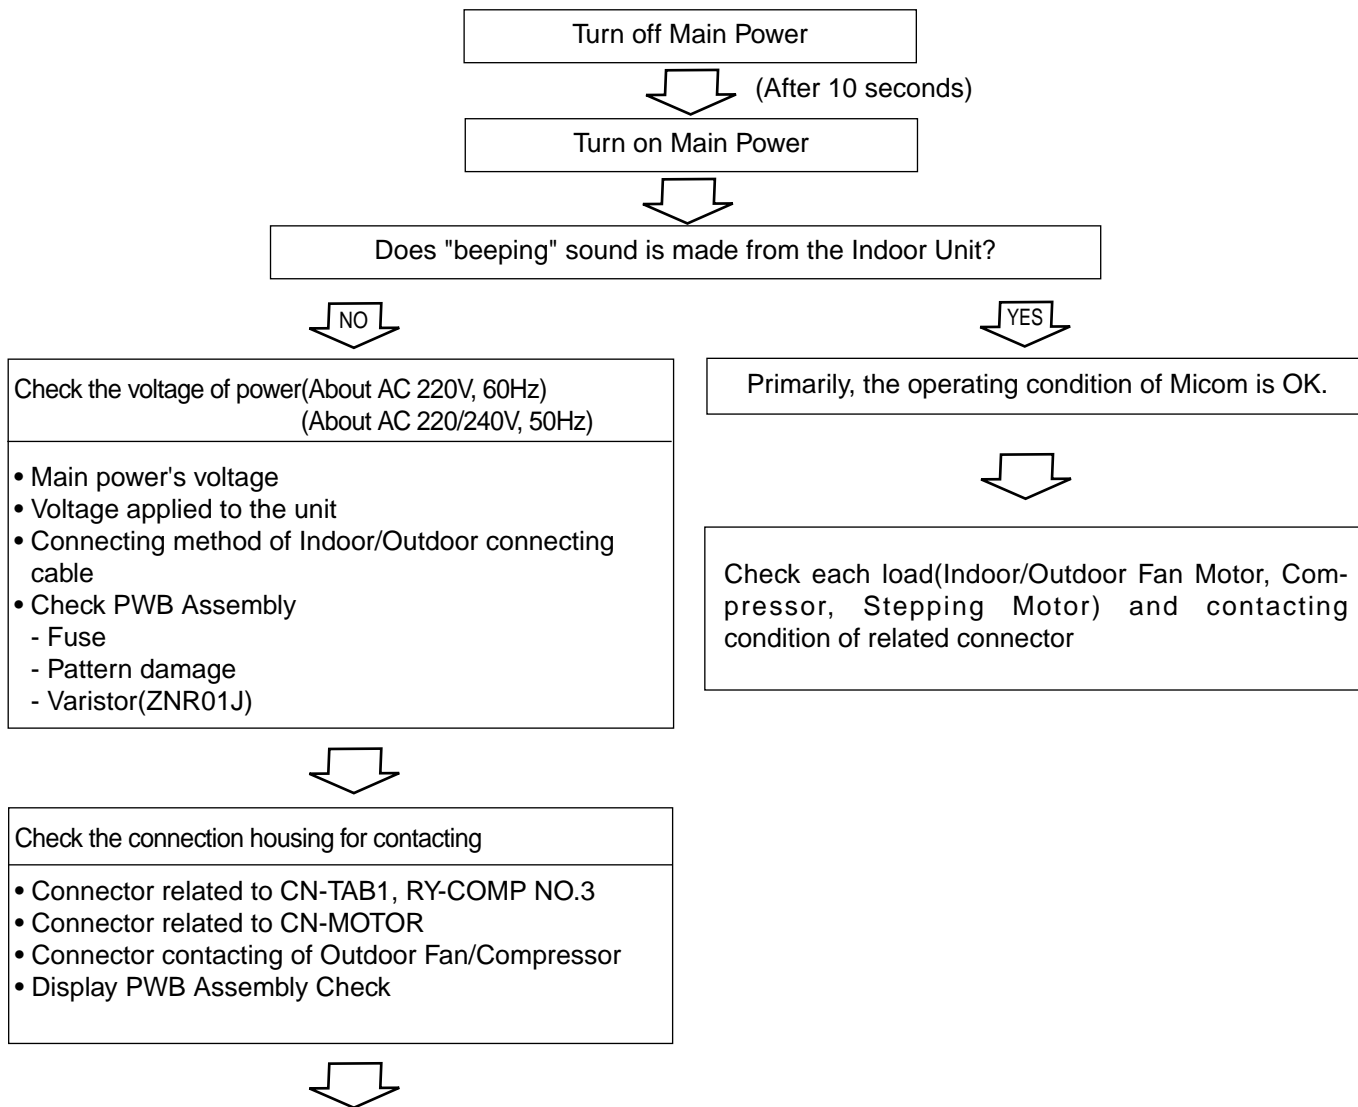 Turn off Main Power
(After 10 seconds)
Turn on Main Power
Does "beeping" sound is made from the Indoor Unit?
NO
YES
Check the voltage of power(About AC 220V, 60Hz)
(About AC 220/240V, 50Hz)
• Main power's voltage
• Voltage applied to the unit
• Connecting method of Indoor/Outdoor connecting
cable
• Check PWB Assembly
- Fuse
- Pattern damage
- Varistor(ZNR01J)
Primarily, the operating condition of Micom is OK.
Check each load(Indoor/Outdoor Fan Motor, Com-
pressor, Stepping Motor) and contacting
condition of related connector
Check the connection housing for contacting
• Connector related to CN-TAB1, RY-COMP NO.3
• Connector related to CN-MOTOR
• Connector contacting of Outdoor Fan/Compressor
• Display PWB Assembly Check